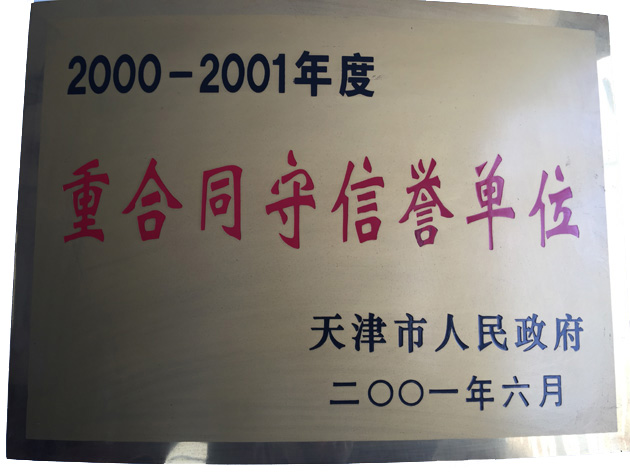 2000-2001年度
重合同守信誉单位
天津市人民政府
二〇〇一年六月